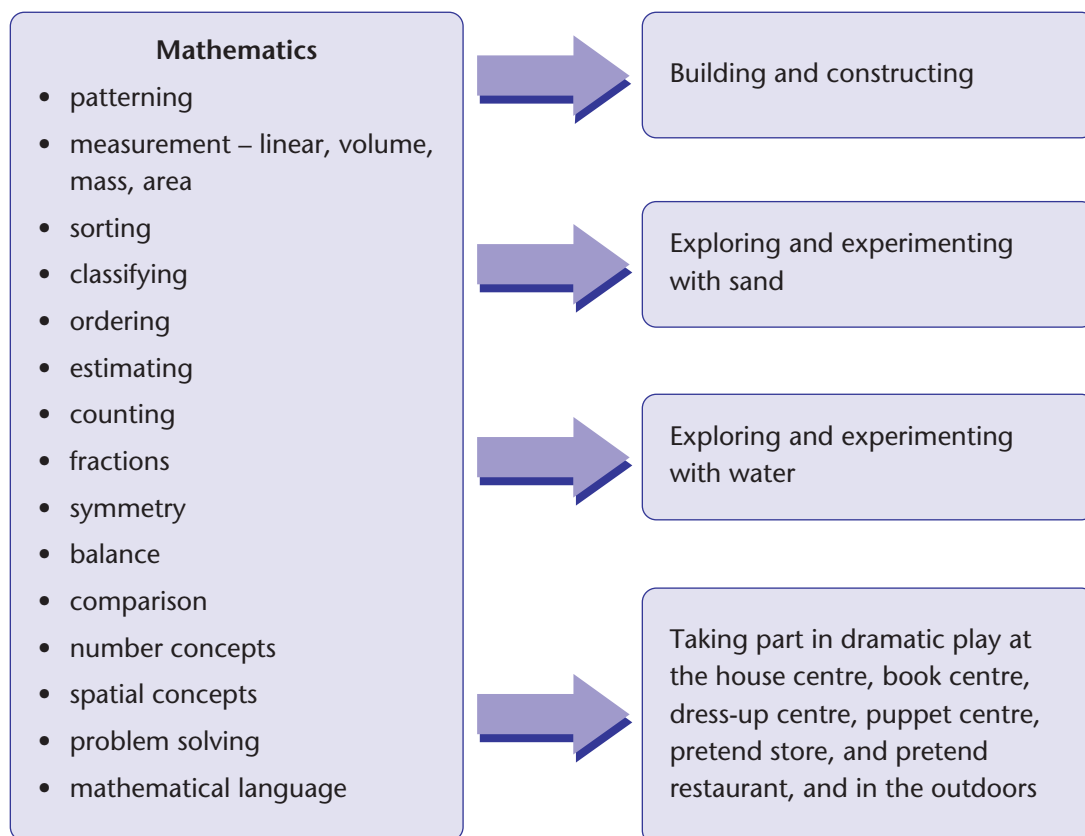 Mathematics
• patterning
• measurement – linear, volume,
mass, area
• sorting
• classifying
• ordering
• estimating
• counting
• fractions
• symmetry
• balance
• comparison
• number concepts
• spatial concepts
• problem solving
• mathematical language
Building and constructing
Exploring and experimenting
with sand
Exploring and experimenting
with water
Taking part in dramatic play at
the house centre, book centre,
dress-up centre, puppet centre,
pretend store, and pretend
restaurant, and in the outdoors